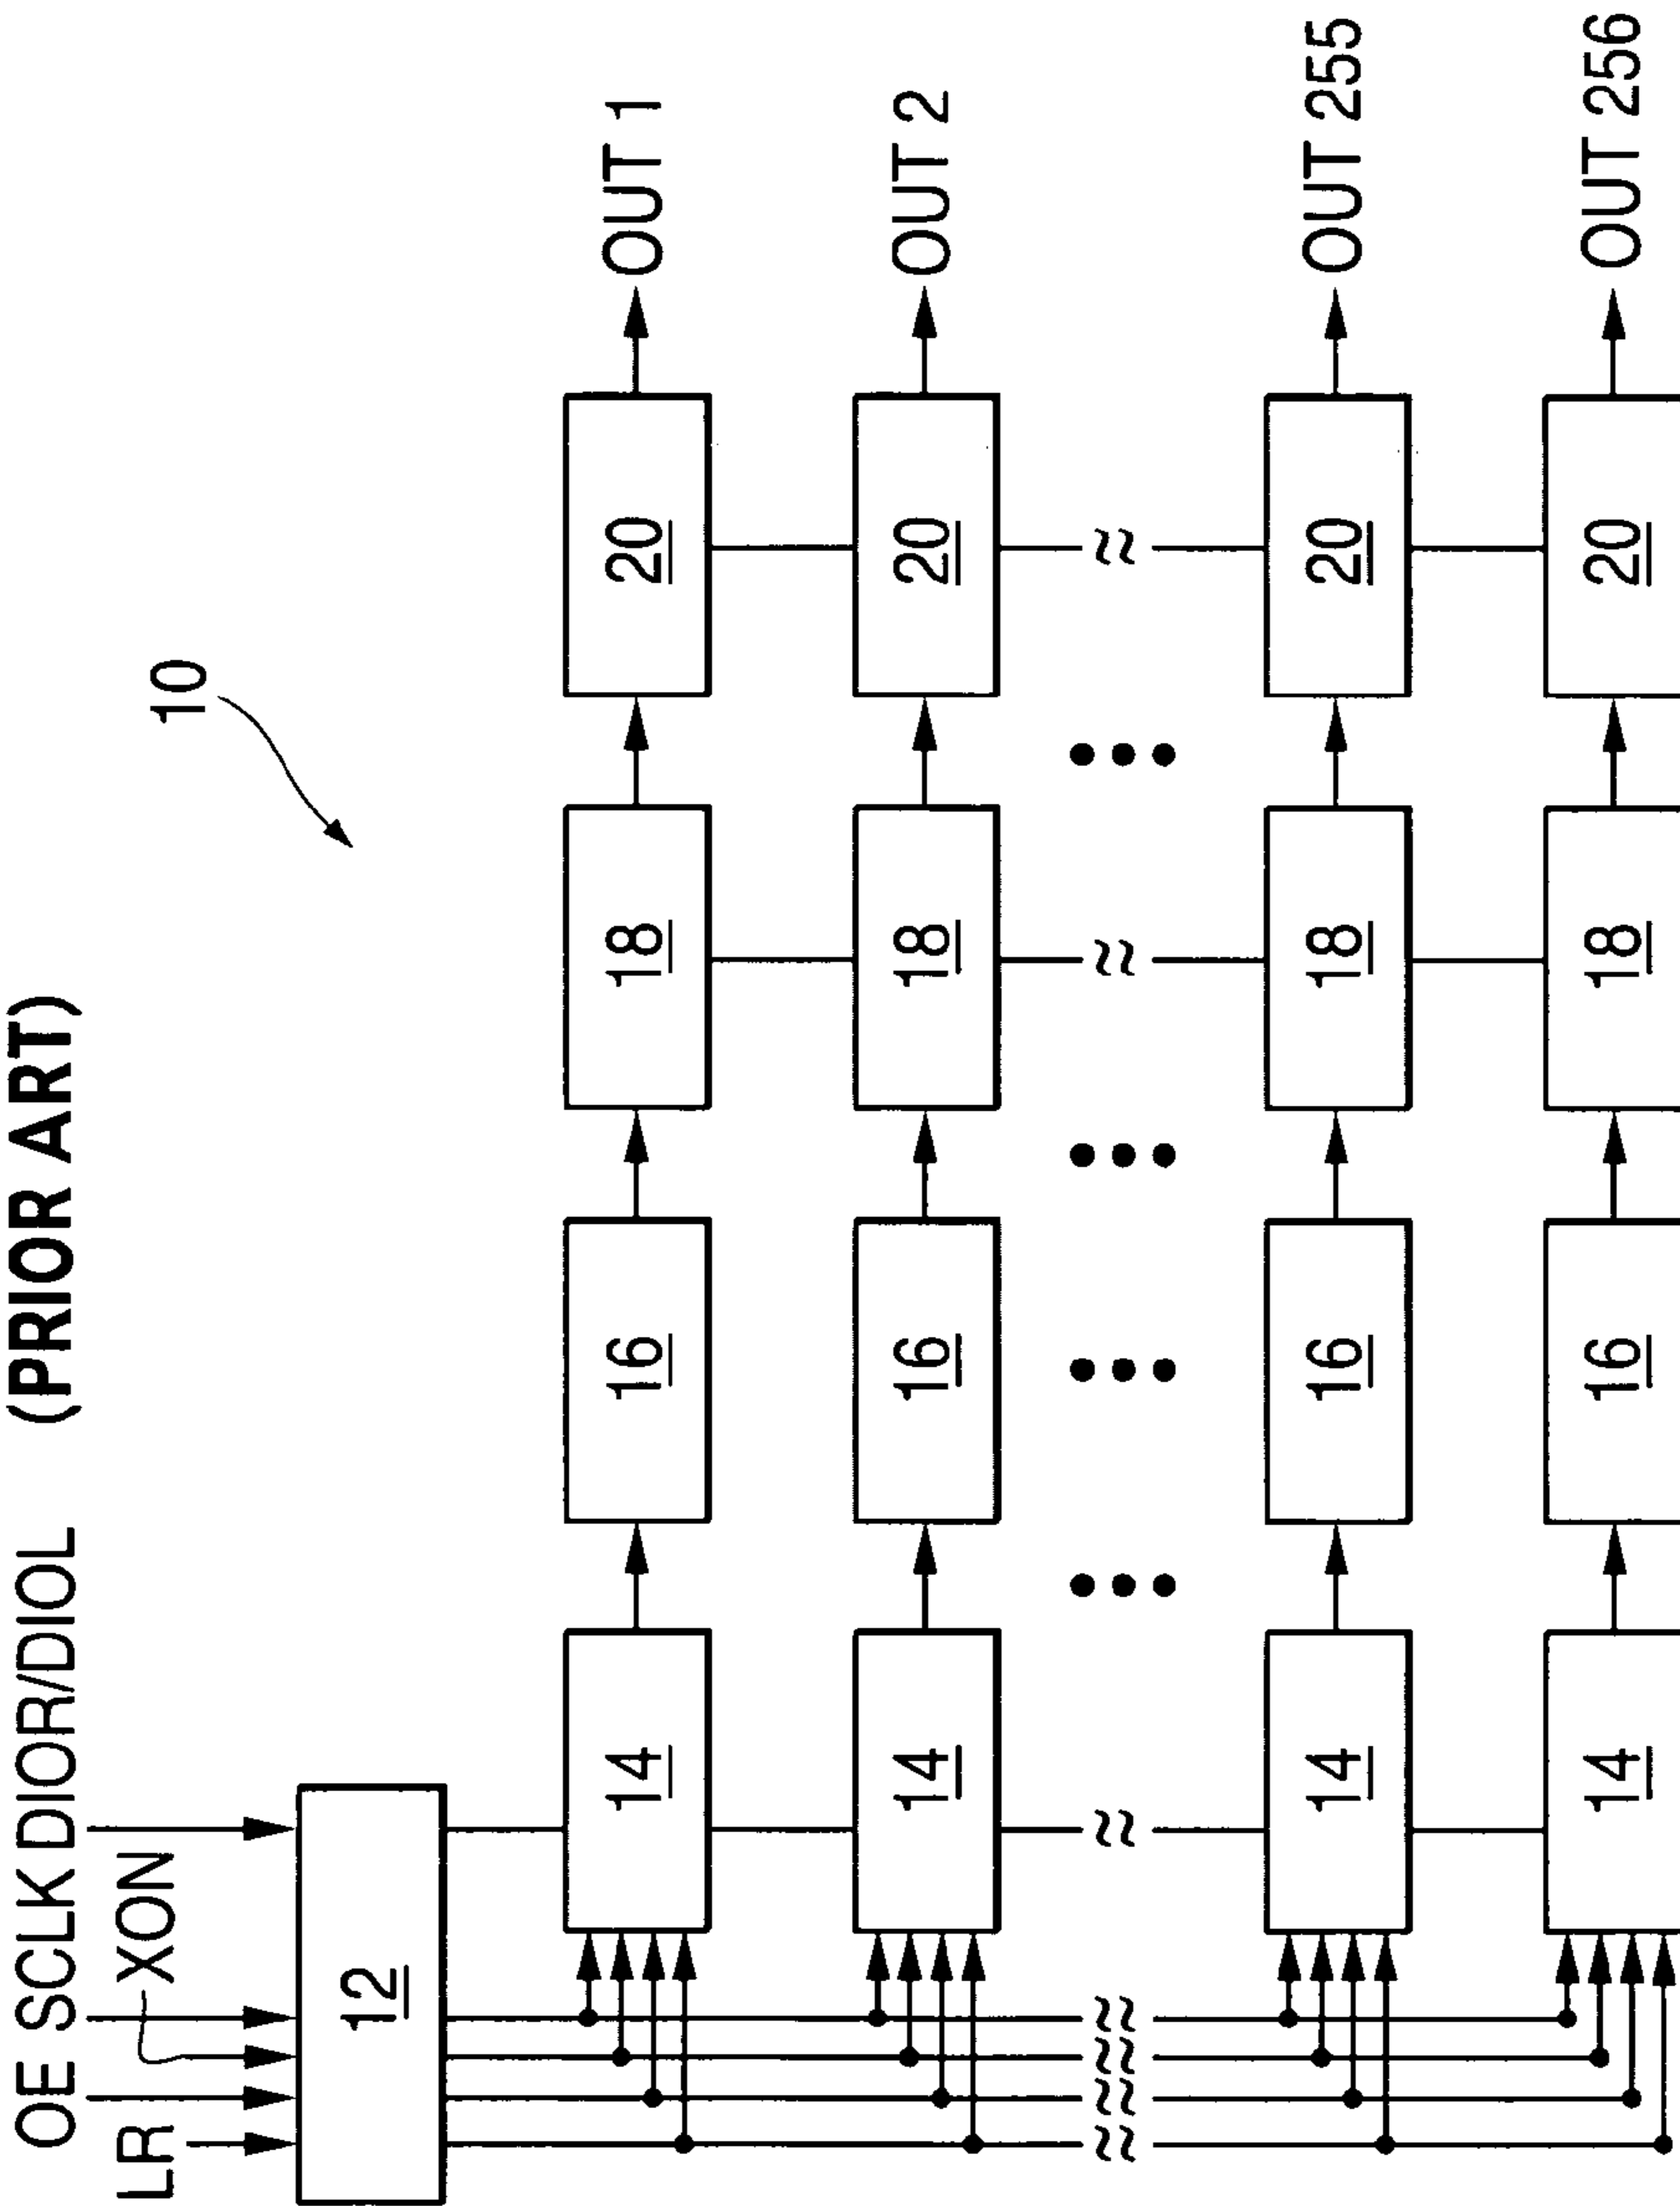 OE SCLK DIOR/DIOL (PRIOR ART)
LR XON
10
12
14 16 18 20 OUT 1
14 16 18 20 OUT 2
14 16 18 20 OUT 255
14 16 18 20 OUT 256